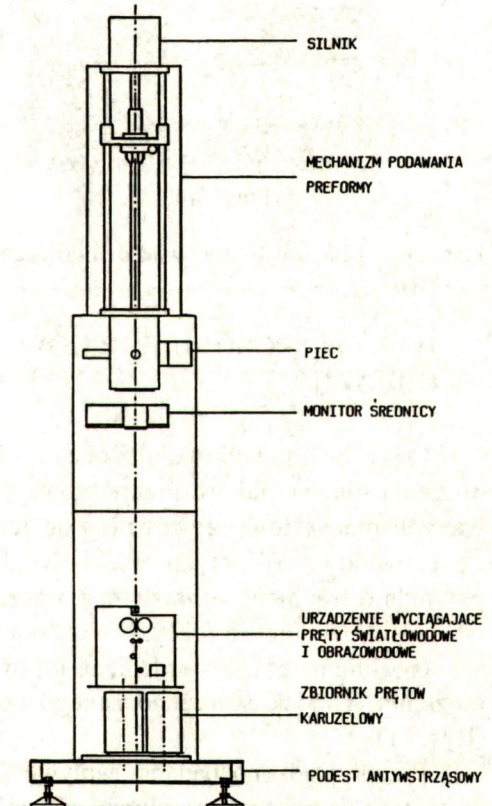 SILNIK
MECHANIZM PODAWANIA
PREFORMY
PIEC
MONITOR ŚREDNICY
URZADZENIE WYCIĄGAJACE
PRĘTY ŚWIATŁOWODOWE
I OBRAZOWODOWE
ZBIORNIK PRĘTOW
KARUZELOWY
PODEST ANTYWSTRZĄSOWY